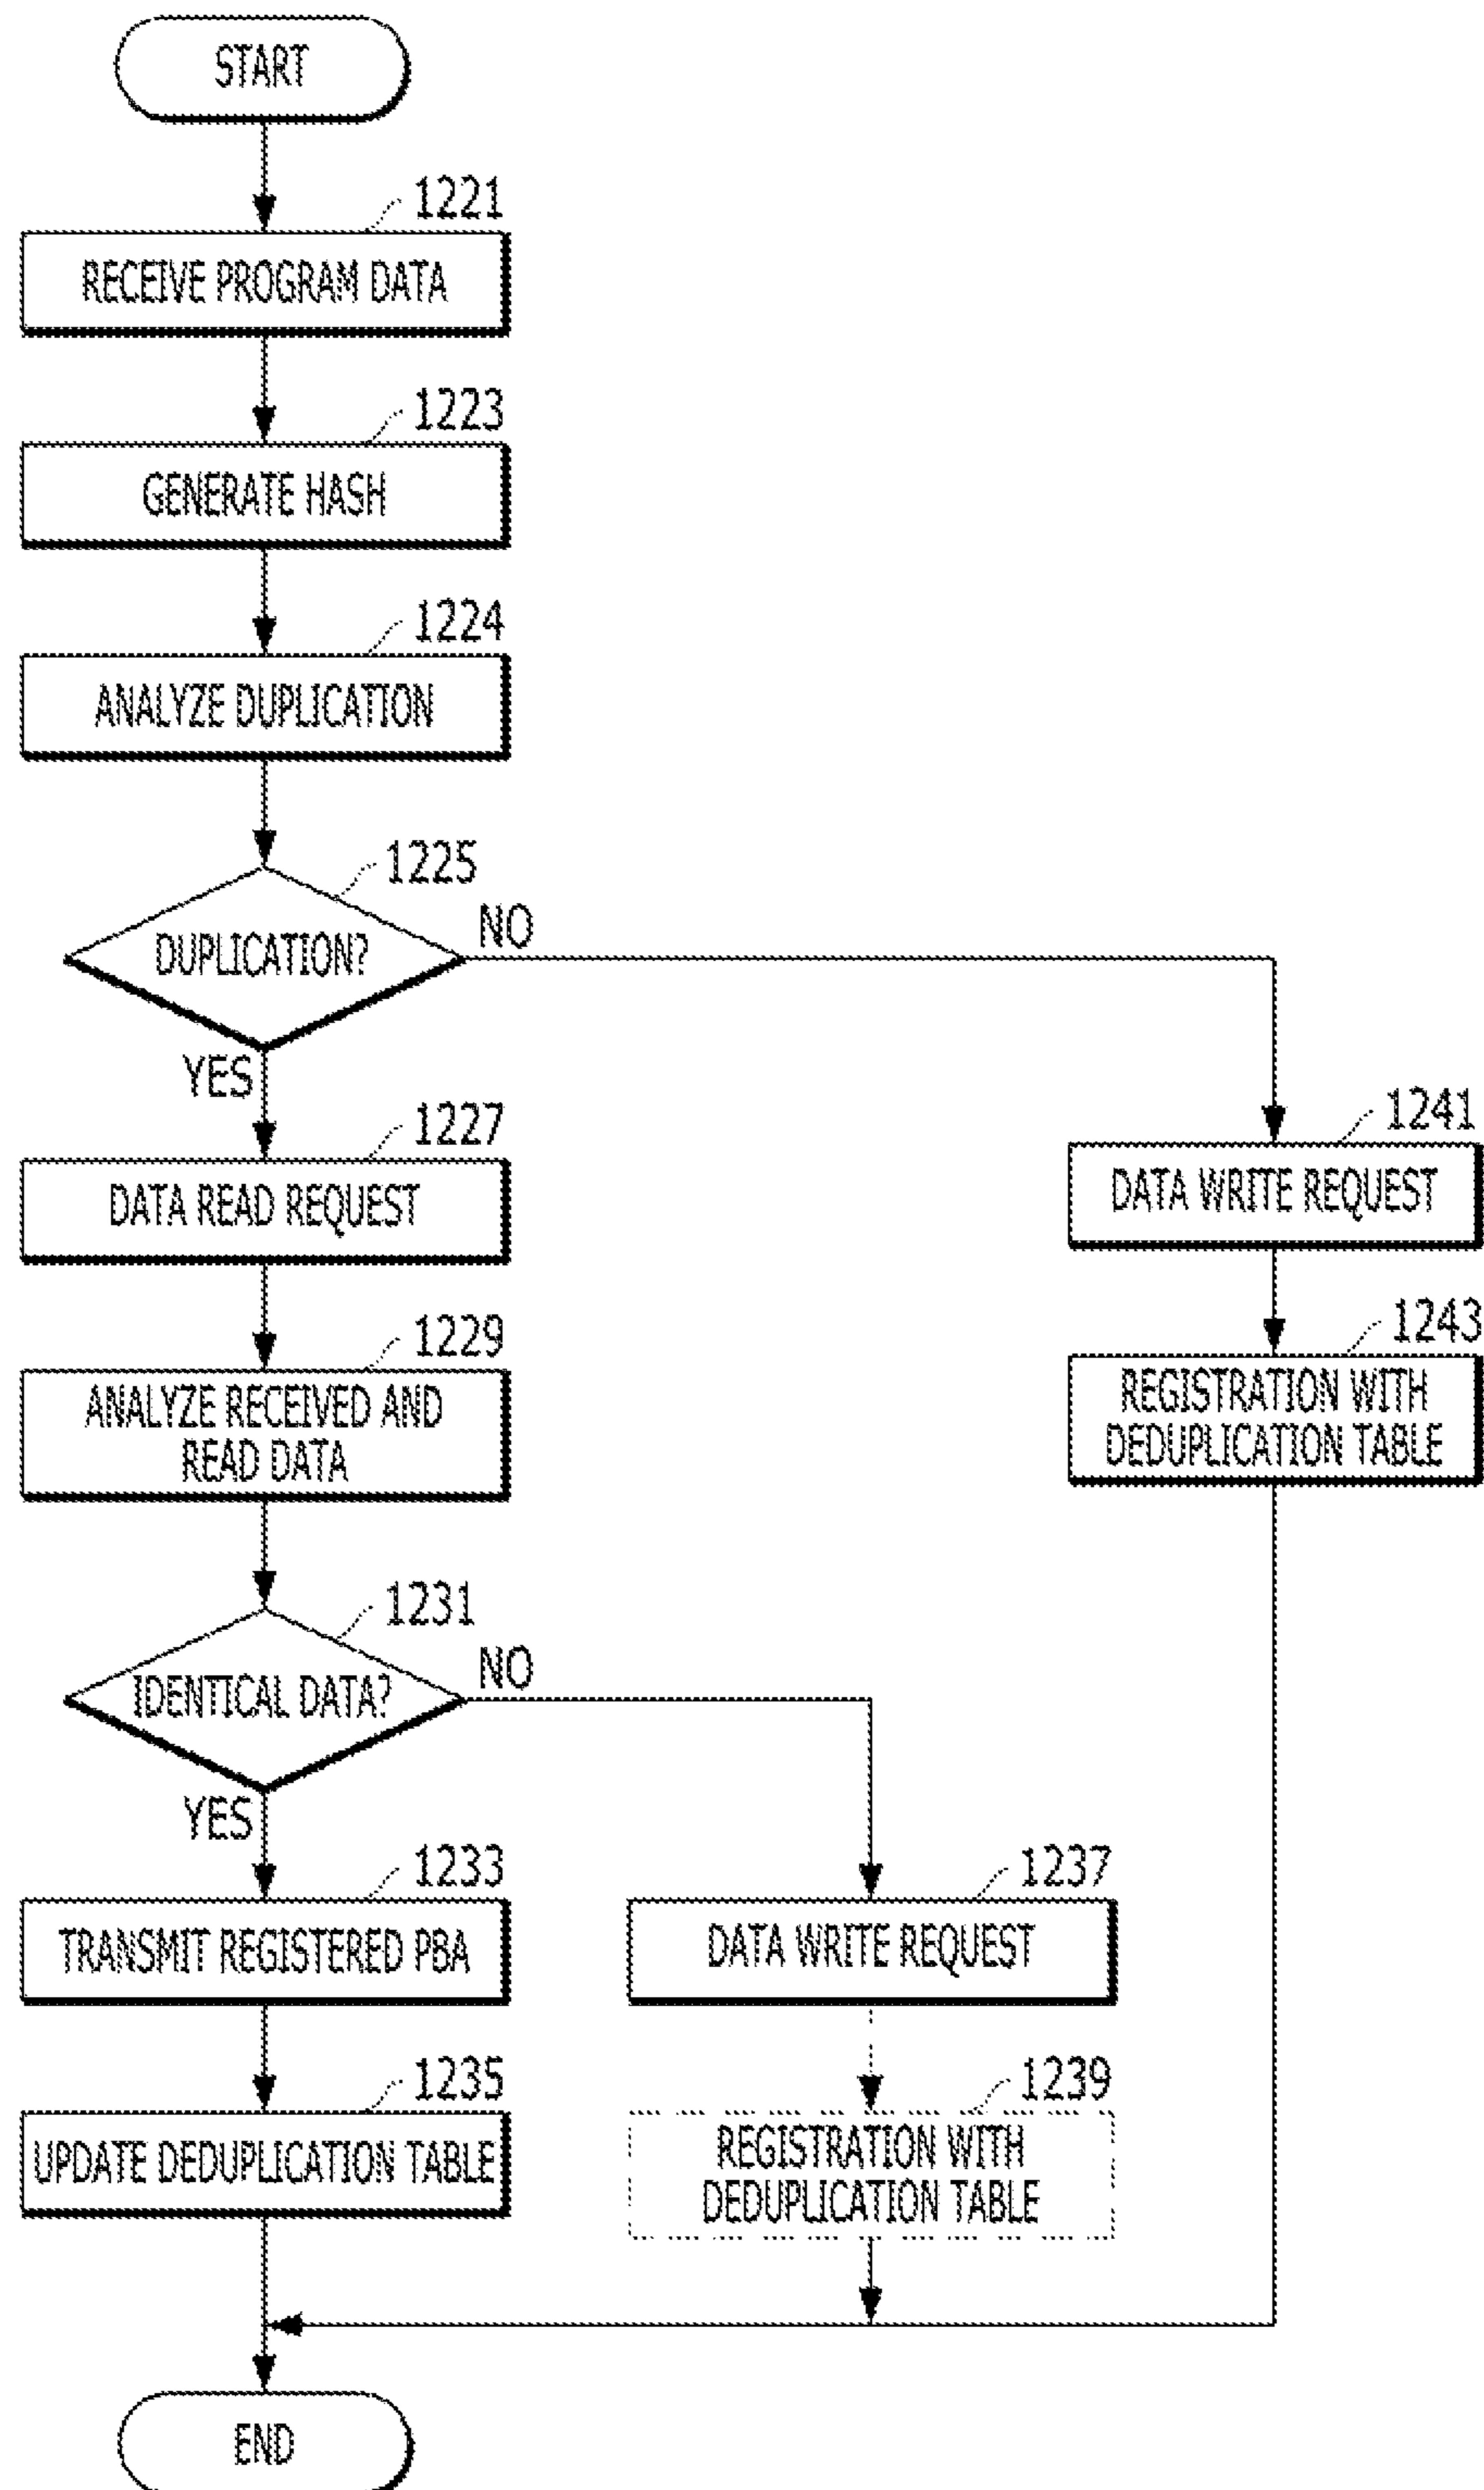 START
1221
RECEIVE PROGRAM DATA
1223
GENERATE HASH
1224
ANALYZE DUPLICATION
1225
DUPLICATION?
NO
YES
1227
DATA READ REQUEST
1241
DATA WRITE REQUEST
1229
ANALYZE RECEIVED AND
READ DATA
1243
REGISTRATION WITH
DEDUPLICATION TABLE
1231
IDENTICAL DATA?
NO
YES
1233
TRANSMIT REGISTERED PBA
1237
DATA WRITE REQUEST
1235
UPDATE DEDUPLICATION TABLE
1239
REGISTRATION WITH
DEDUPLICATION TABLE
END